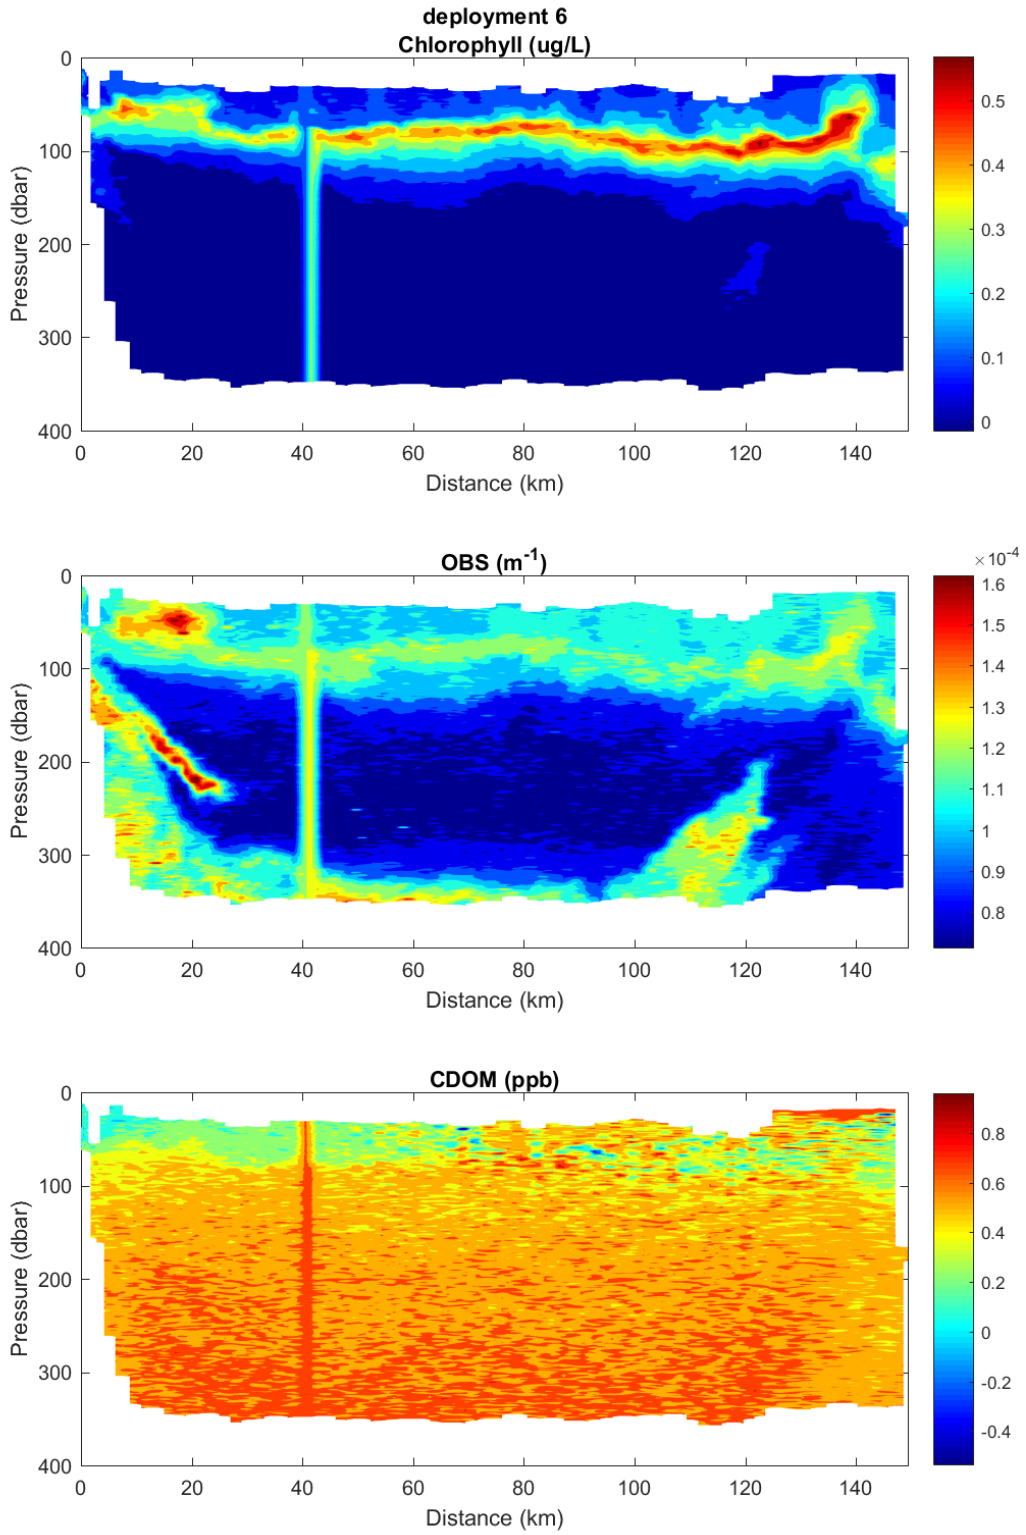 deployment 6
Chlorophyll (ug/L)
0
100
200
300
400
Pressure (dbar)
0 20 40 60 80 100 120 140
Distance (km)
0.5
0.4
0.3
0.2
0.1
0
OBS (m⁻¹)
×10⁻⁴
0
100
200
300
400
Pressure (dbar)
0 20 40 60 80 100 120 140
Distance (km)
1.6
1.5
1.4
1.3
1.2
1.1
1
0.9
0.8
CDOM (ppb)
0
100
200
300
400
Pressure (dbar)
0 20 40 60 80 100 120 140
Distance (km)
0.8
0.6
0.4
0.2
0
-0.2
-0.4